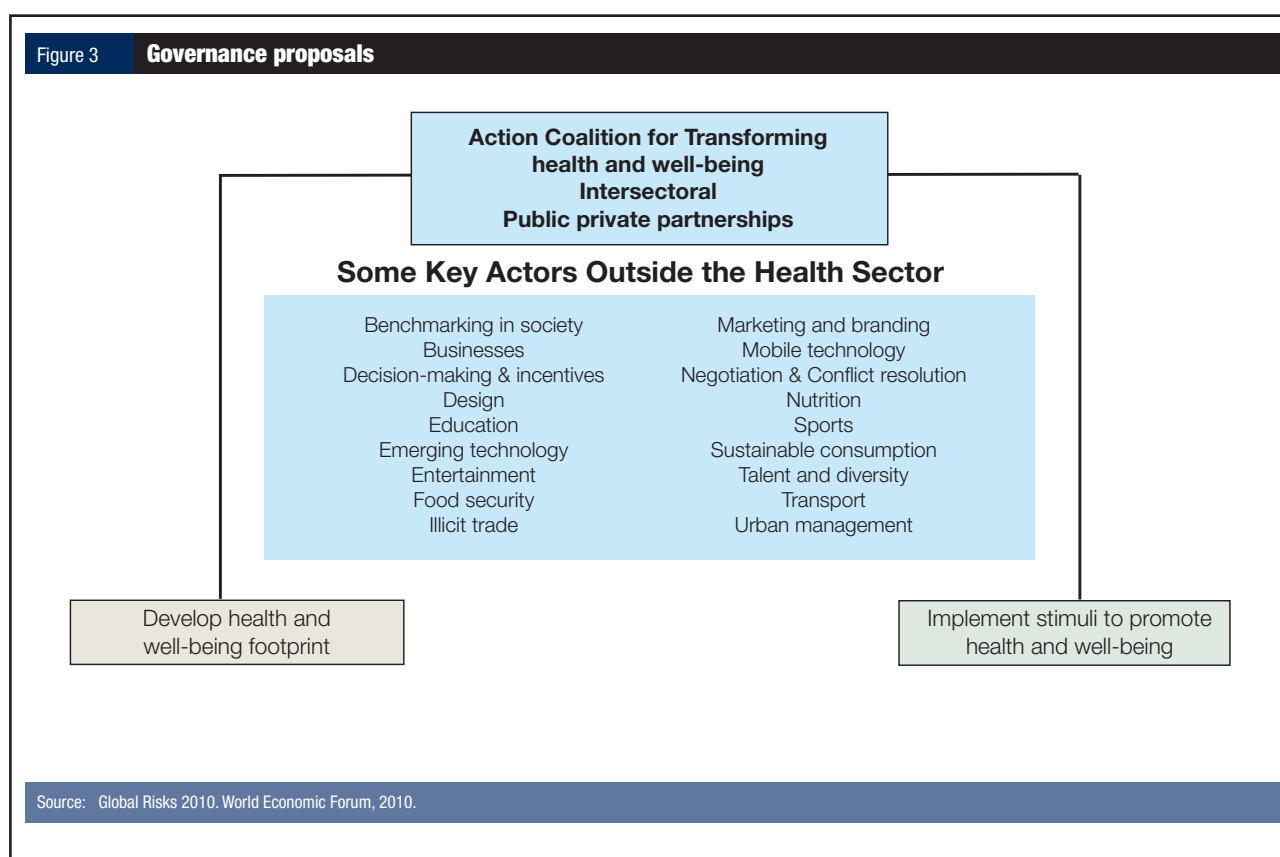 Figure 3 Governance proposals
Action Coalition for Transforming
health and well-being
Intersectoral
Public private partnerships
Some Key Actors Outside the Health Sector
Benchmarking in society
Businesses
Decision-making & incentives
Design
Education
Emerging technology
Entertainment
Food security
Illicit trade
Marketing and branding
Mobile technology
Negotiation & Conflict resolution
Nutrition
Sports
Sustainable consumption
Talent and diversity
Transport
Urban management
Develop health and
well-being footprint
Implement stimuli to promote
health and well-being
Source: Global Risks 2010. World Economic Forum, 2010.